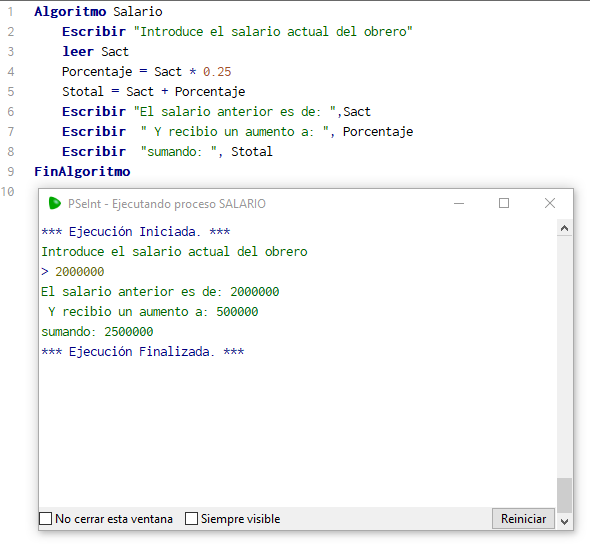 1 Algoritmo Salario
2 Escribir "Introduce el salario actual del obrero"
3 leer Sact
4 Porcentaje = Sact * 0.25
5 Stotal = Sact + Porcentaje
6 Escribir "El salario anterior es de: ",Sact
7 Escribir  " Y recibio un aumento a: ", Porcentaje
8 Escribir  "sumando: ", Stotal
9 FinAlgoritmo
10
PSeInt - Ejecutando proceso SALARIO
*** Ejecución Iniciada. ***
Introduce el salario actual del obrero
> 2000000
El salario anterior es de: 2000000
 Y recibio un aumento a: 500000
sumando: 2500000
*** Ejecución Finalizada. ***
No cerrar esta ventana Siempre visible Reiniciar